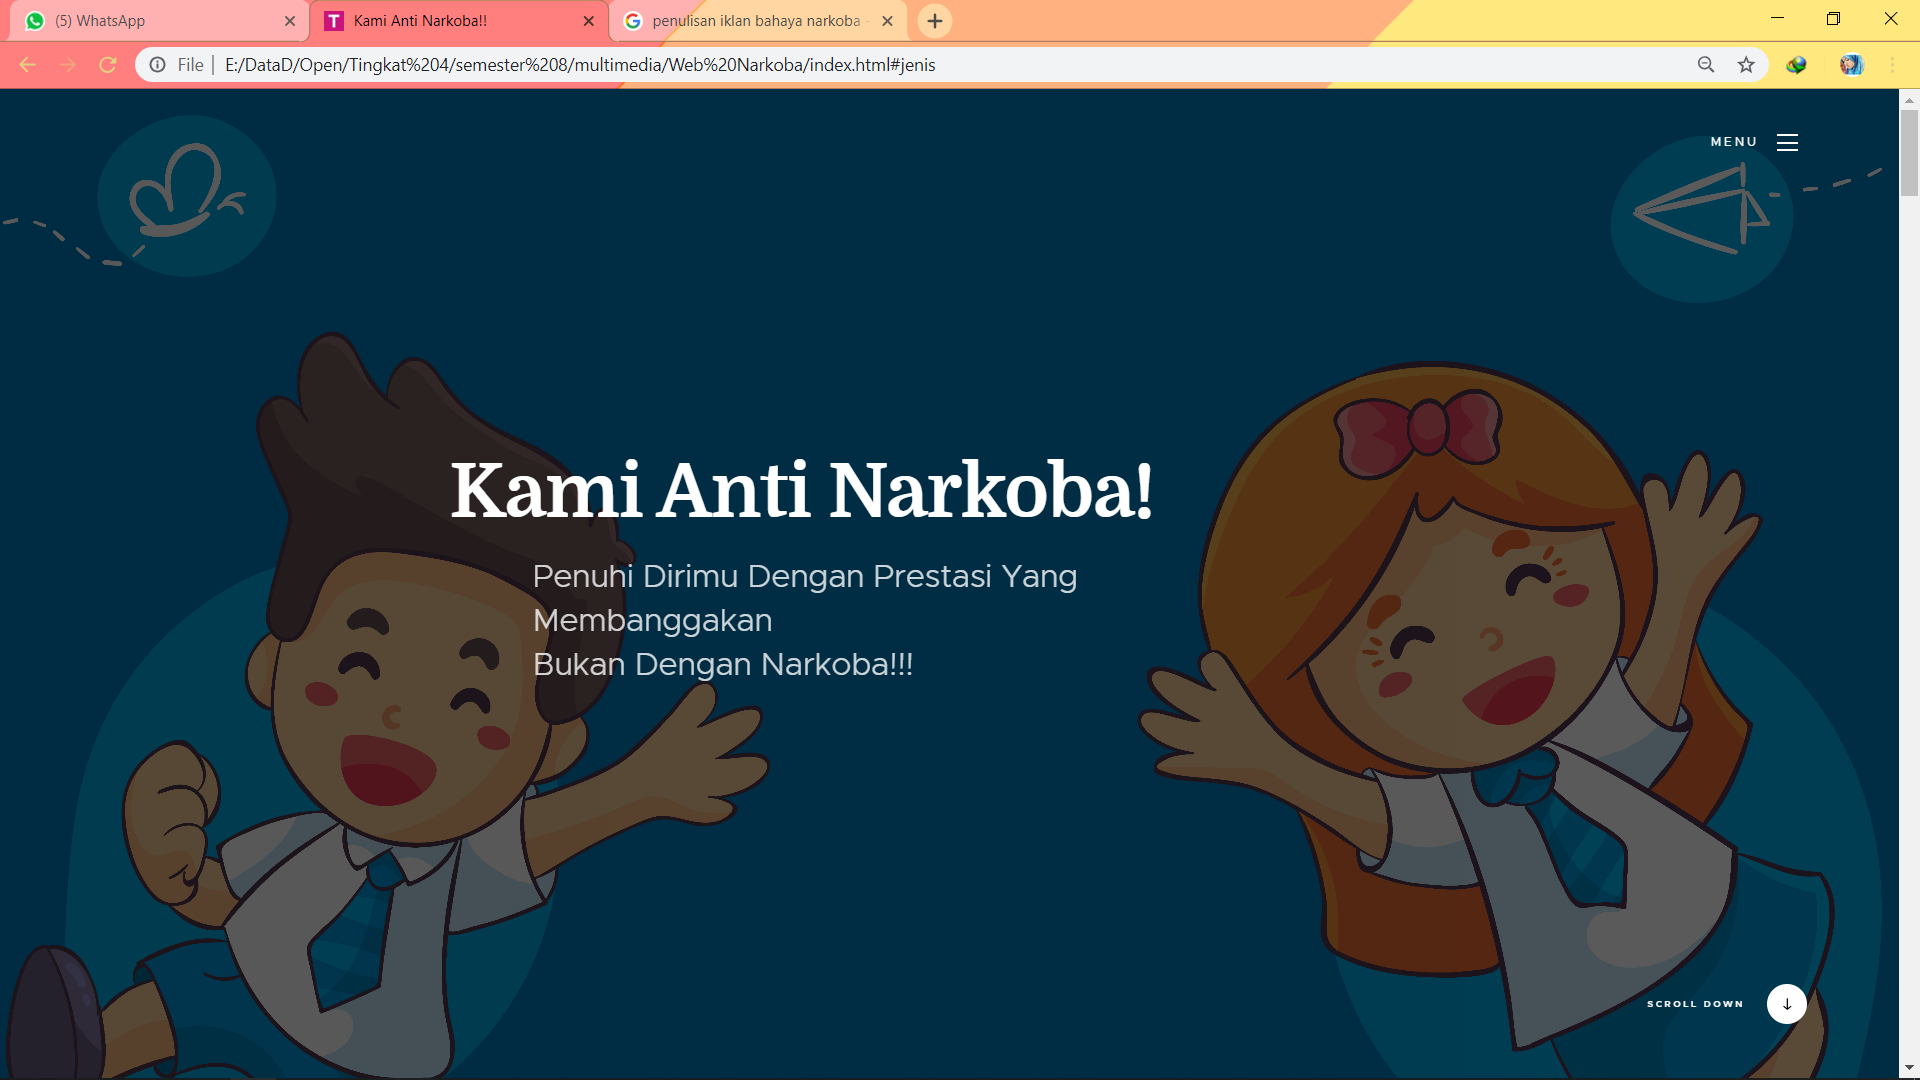 (5) WhatsApp
Kami Anti Narkoba!!
penulisan iklan bahaya narkoba -
File
E:/DataD/Open/Tingkat%204/semester%208/multimedia/Web%20Narkoba/index.html#jenis
MENU
Kami Anti Narkoba!
Penuhi Dirimu Dengan Prestasi Yang
Membanggakan
Bukan Dengan Narkoba!!!
SCROLL DOWN